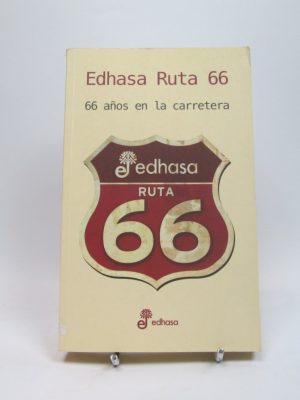 Edhasa Ruta 66
66 años en la carretera
edhasa
RUTA
66
edhasa